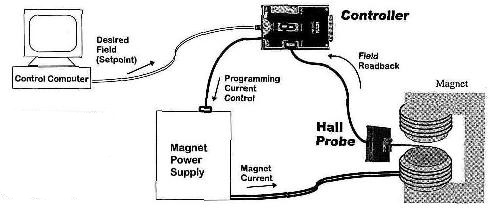 Controller
Desired
Field
(Setpoint)
Control Computer
Field
Readback
Programming
Current
Control
Magnet
Hall
Probe
Magnet
Power
Supply
Magnet
Current